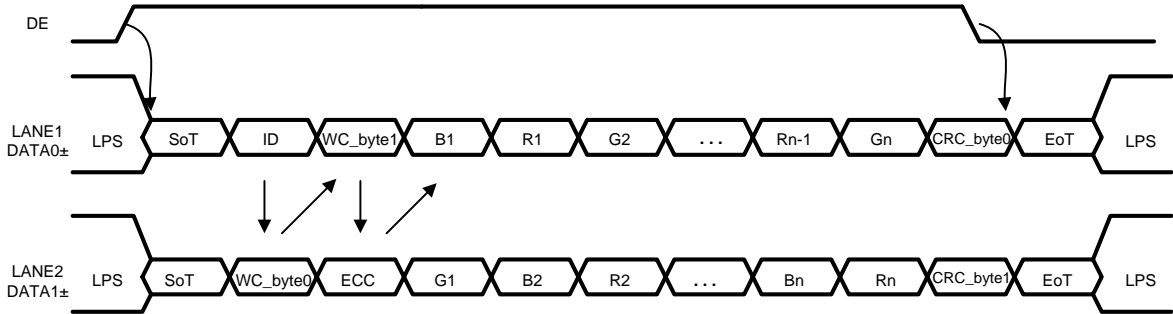 DE
LANE1
DATA0±
LPS SoT ID WC_byte1 B1 R1 G2 ... Rn-1 Gn CRC_byte0 EoT LPS
LANE2
DATA1±
LPS SoT WC_byte0 ECC G1 B2 R2 ... Bn Rn CRC_byte1 EoT LPS